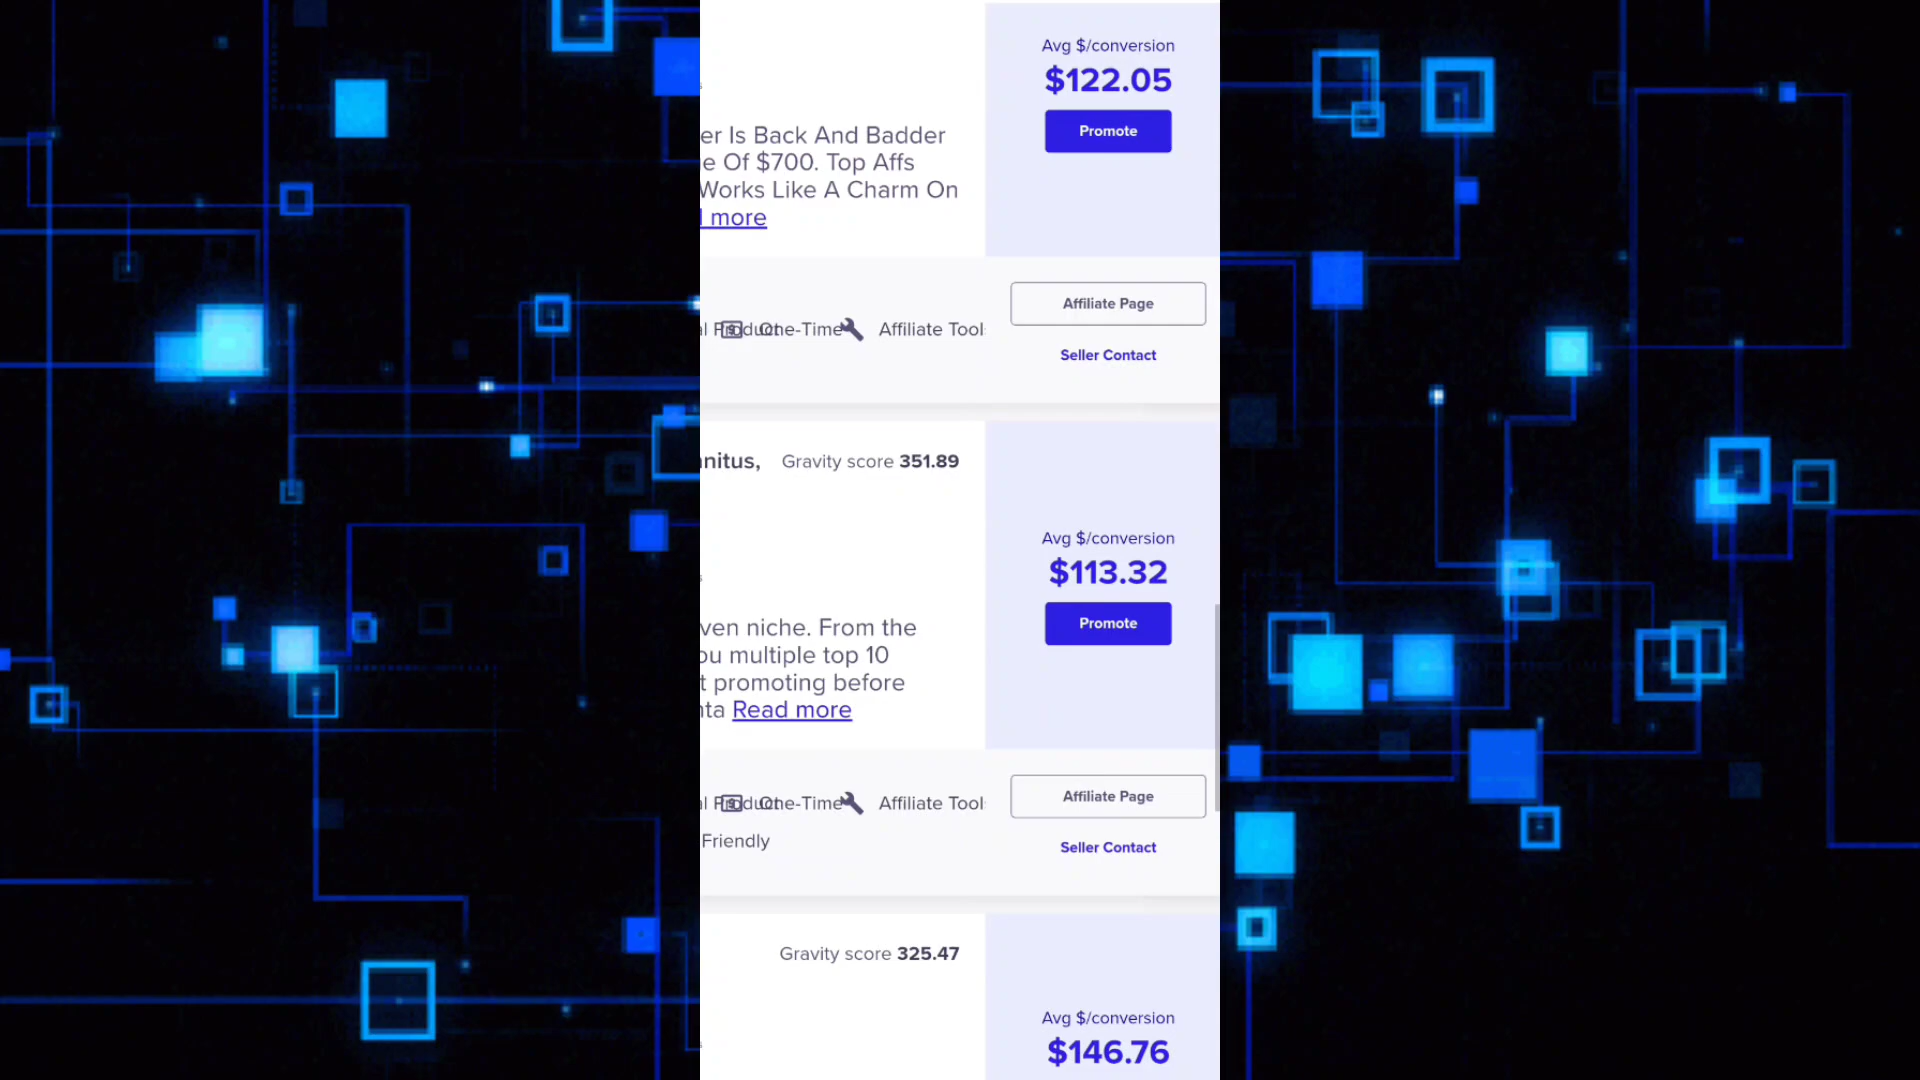 Avg $/conversion
$122.05
Promote
er Is Back And Badder
e Of $700. Top Affs
Works Like A Charm On
more
Affiliate Page
One-Time
Affiliate Tool
Seller Contact
nitus,
Gravity score 351.89
Avg $/conversion
$113.32
Promote
ven niche. From the
ou multiple top 10
t promoting before
nta Read more
Affiliate Page
One-Time
Affiliate Tool
Friendly
Seller Contact
Gravity score 325.47
Avg $/conversion
$146.76